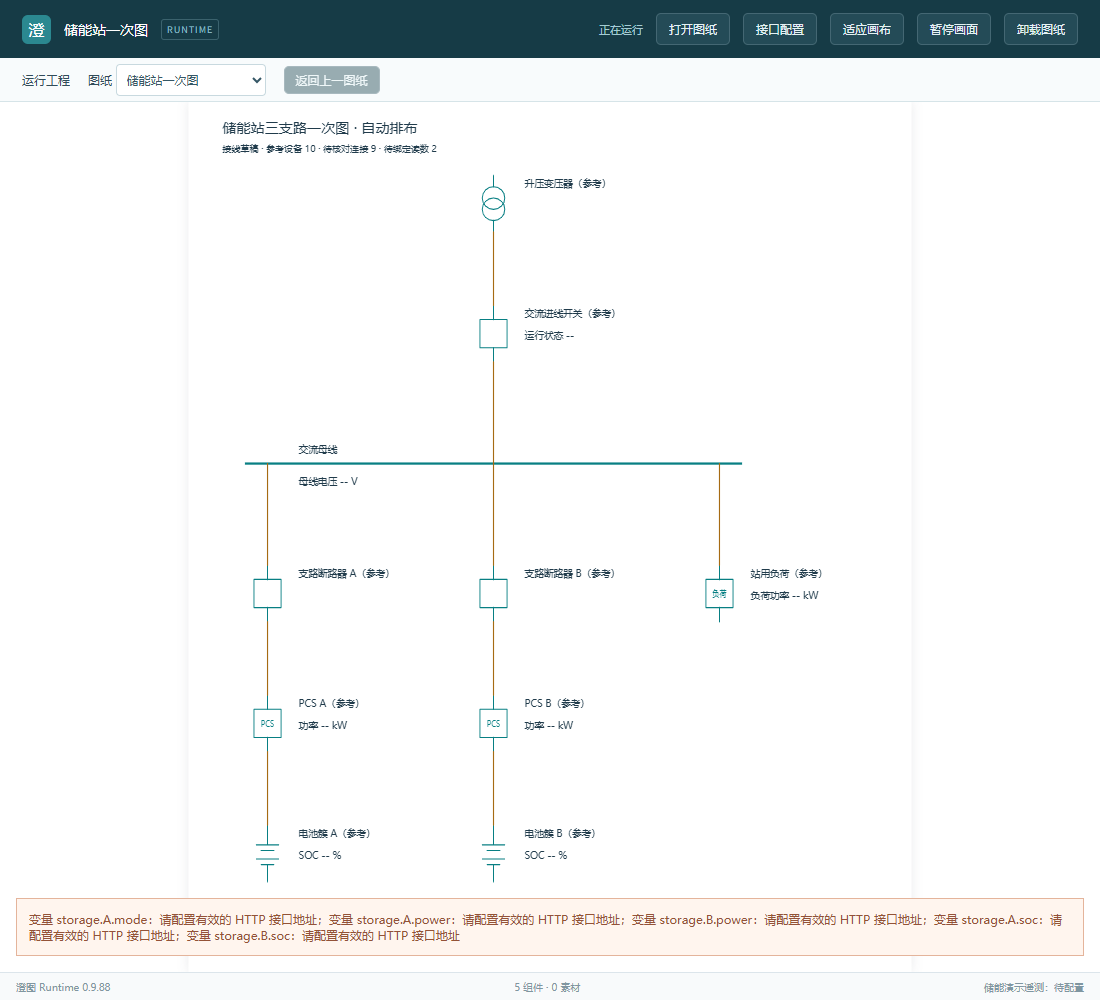 澄 储能站一次图 RUNTIME 正在运行 打开图纸 接口配置 适应画布 暂停画面 卸载图纸
运行工程 图纸 储能站一次图 返回上一图纸
储能站三支路一次图 · 自动排布
接线草稿 · 参考设备 10 · 待核对连接 9 · 待绑定读数 2
升压变压器（参考）
交流进线开关（参考）
运行状态 --
交流母线
母线电压 -- V
支路断路器 A（参考） 支路断路器 B（参考） 站用负荷（参考）
负荷 负荷功率 -- kW
PCS A（参考） PCS B（参考）
PCS 功率 -- kW PCS 功率 -- kW
电池簇 A（参考） 电池簇 B（参考）
SOC -- % SOC -- %
变量 storage.A.mode：请配置有效的 HTTP 接口地址；变量 storage.A.power：请配置有效的 HTTP 接口地址；变量 storage.B.power：请配置有效的 HTTP 接口地址；变量 storage.A.soc：请
配置有效的 HTTP 接口地址；变量 storage.B.soc：请配置有效的 HTTP 接口地址
澄图 Runtime 0.9.88 5 组件 · 0 素材 储能演示遥测：待配置